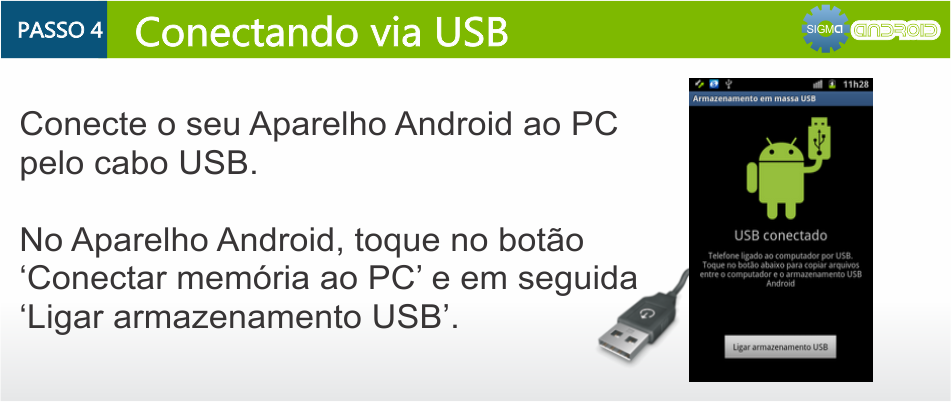 PASSO 4
Conectando via USB
SIGMA
ANDROID
Conecte o seu Aparelho Android ao PC
pelo cabo USB.
No Aparelho Android, toque no botão
‘Conectar memória ao PC’ e em seguida
‘Ligar armazenamento USB’.
11h28
Armazenamento em massa USB
USB conectado
Telefone ligado ao computador por USB.
Toque no botão abaixo para copiar arquivos
entre o computador e o armazenamento USB
Android
Ligar armazenamento USB